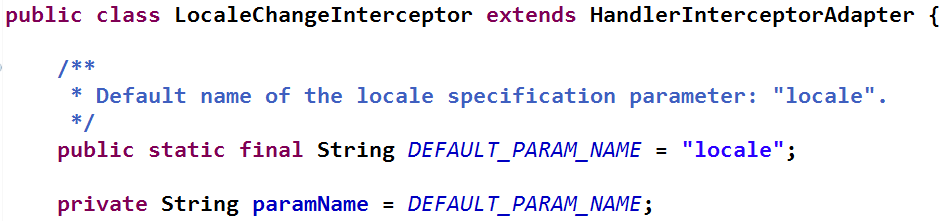 public class LocaleChangeInterceptor extends HandlerInterceptorAdapter {
/**
* Default name of the locale specification parameter: "locale".
*/
public static final String DEFAULT_PARAM_NAME = "locale";
private String paramName = DEFAULT_PARAM_NAME;